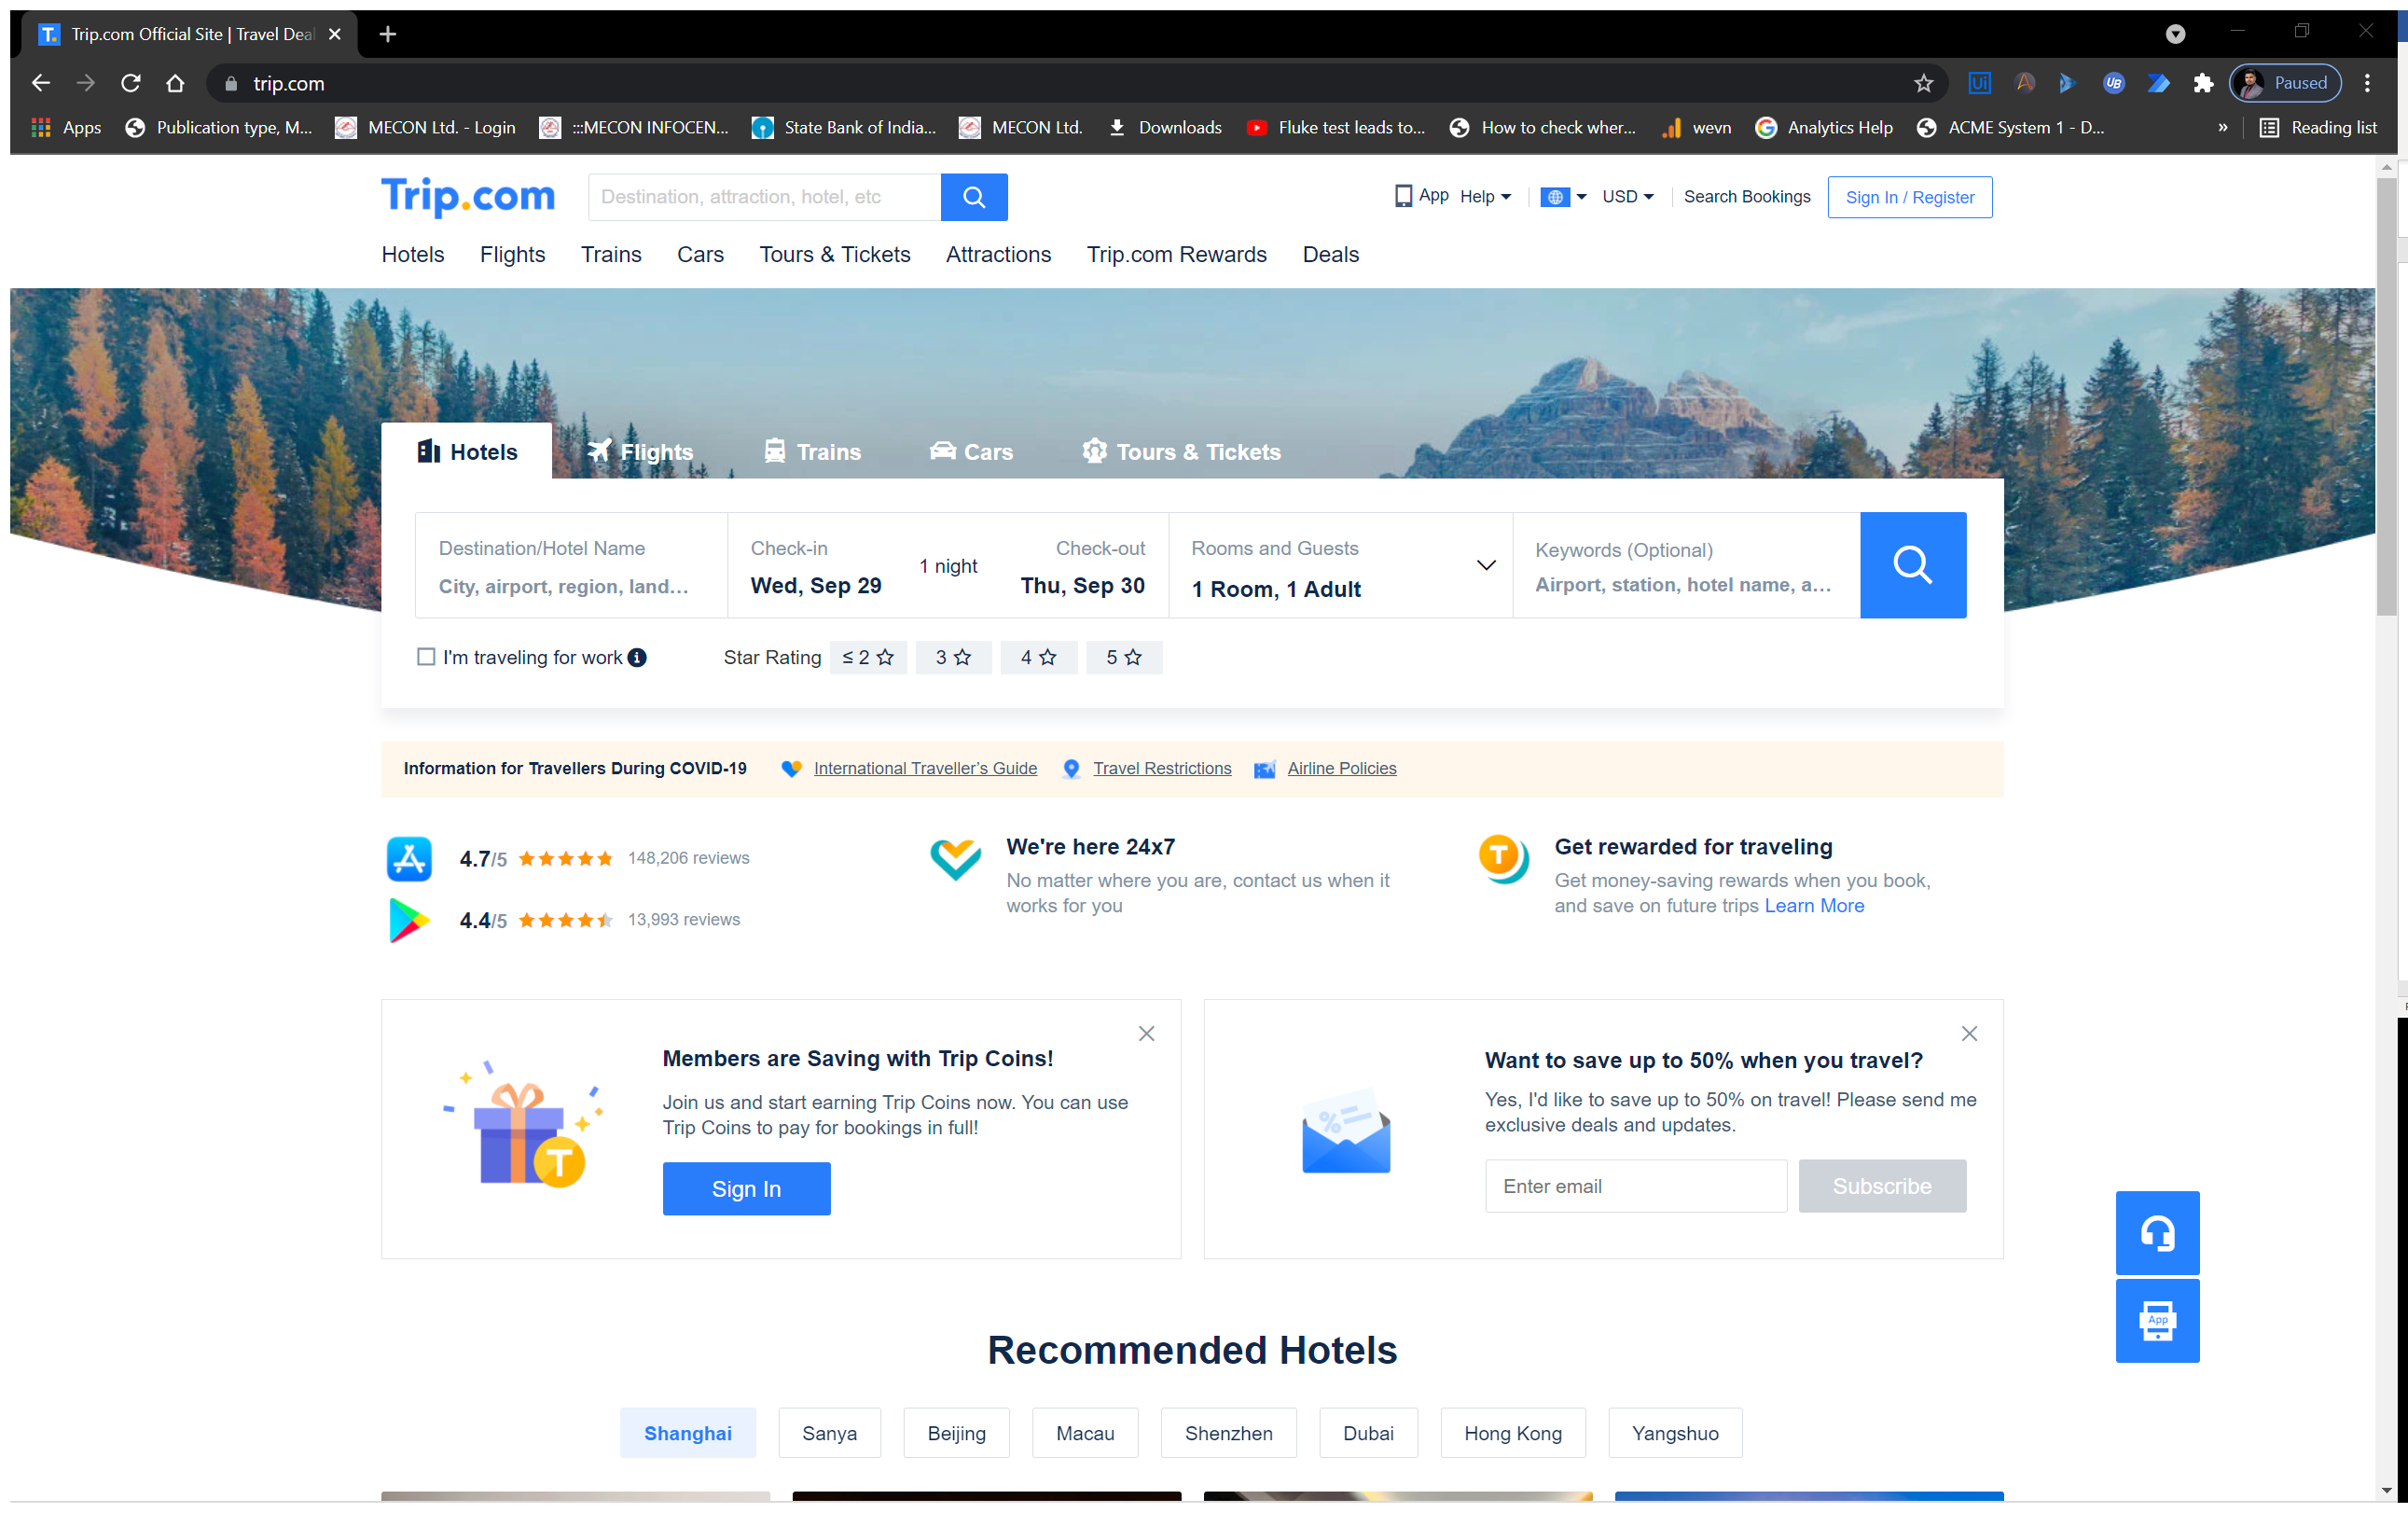 Trip.com Official Site | Travel Deal
trip.com
Paused
Apps
Publication type, M...
MECON Ltd. - Login
:::MECON INFOCEN...
State Bank of India...
MECON Ltd.
Downloads
Fluke test leads to...
How to check wher...
wevn
Analytics Help
ACME System 1 - D...
»
Reading list
Trip.com
Destination, attraction, hotel, etc
App
Help
USD
Search Bookings
Sign In / Register
Hotels
Flights
Trains
Cars
Tours & Tickets
Attractions
Trip.com Rewards
Deals
Hotels
Flights
Trains
Cars
Tours & Tickets
Destination/Hotel Name
City, airport, region, land...
Check-in
Wed, Sep 29
1 night
Check-out
Thu, Sep 30
Rooms and Guests
1 Room, 1 Adult
Keywords (Optional)
Airport, station, hotel name, a...
I'm traveling for work
Star Rating
≤ 2
3
4
5
Information for Travellers During COVID-19
International Traveller's Guide
Travel Restrictions
Airline Policies
4.7/5
148,206 reviews
4.4/5
13,993 reviews
We're here 24x7
No matter where you are, contact us when it
works for you
Get rewarded for traveling
Get money-saving rewards when you book,
and save on future trips Learn More
Members are Saving with Trip Coins!
Join us and start earning Trip Coins now. You can use
Trip Coins to pay for bookings in full!
Sign In
Want to save up to 50% when you travel?
Yes, I'd like to save up to 50% on travel! Please send me
exclusive deals and updates.
Enter email
Subscribe
App
Recommended Hotels
Shanghai
Sanya
Beijing
Macau
Shenzhen
Dubai
Hong Kong
Yangshuo